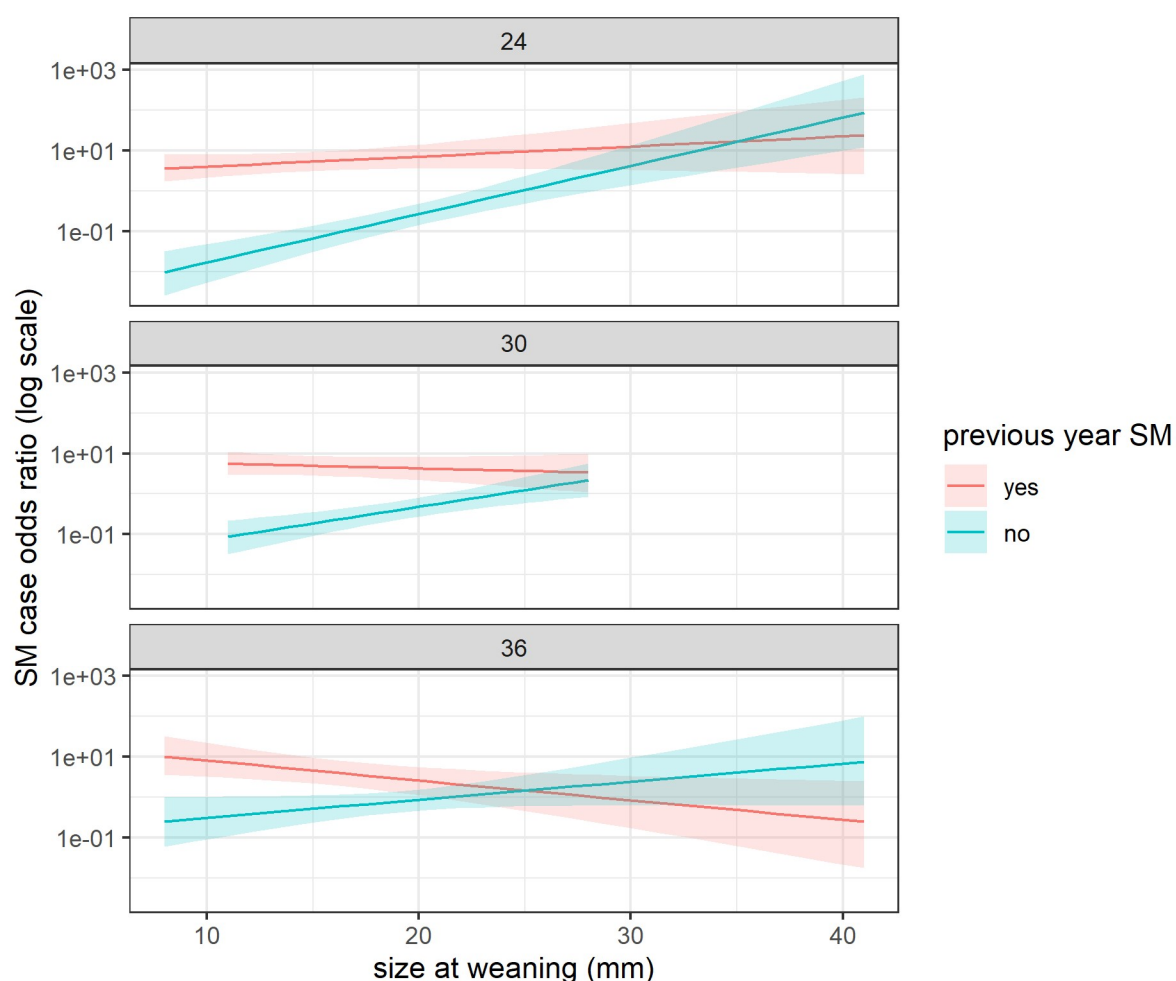 24
1e+03
1e+01
1e-01
30
1e+03
1e+01
1e-01
36
1e+03
1e+01
1e-01
10 20 30 40
size at weaning (mm)
SM case odds ratio (log scale)
previous year SM
yes
no